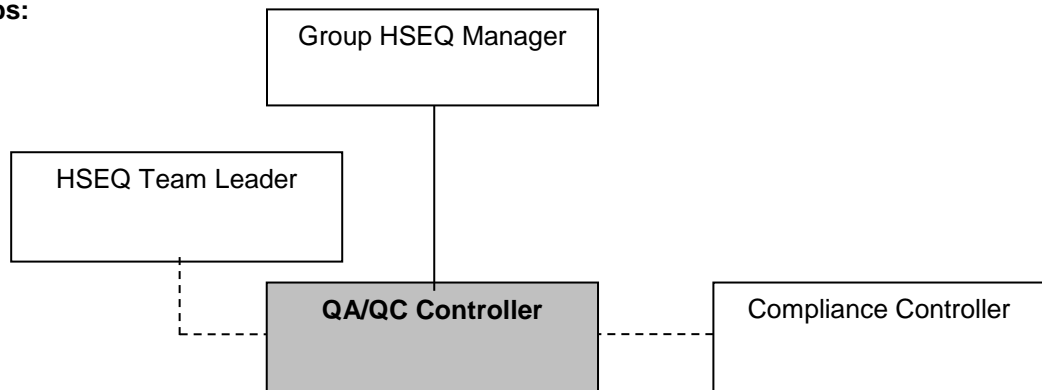 ps:
Group HSEQ Manager
HSEQ Team Leader
QA/QC Controller
Compliance Controller